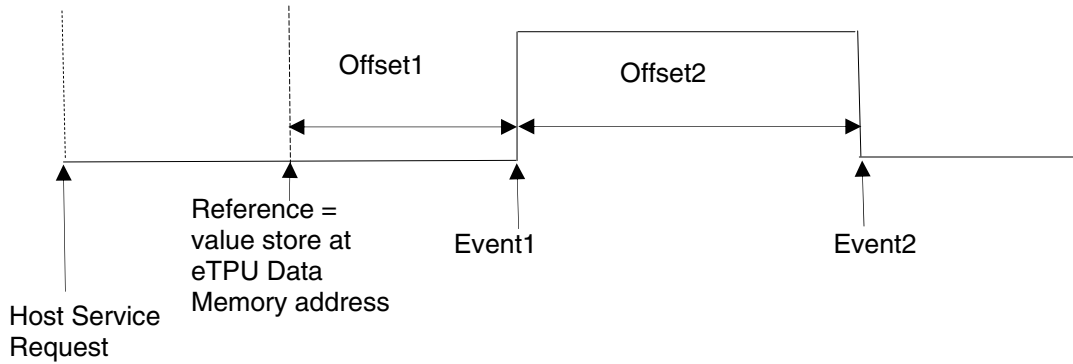 Offset1
Offset2
Reference =
value store at
eTPU Data
Memory address
Event1
Event2
Host Service
Request